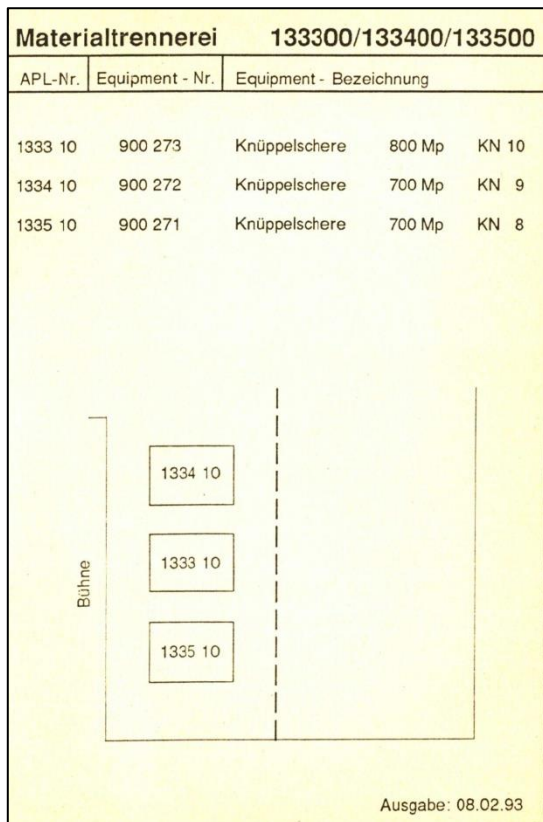 Materialtrennerei 133300/133400/133500
APL-Nr. Equipment - Nr. Equipment - Bezeichnung
1333 10 900 273 Knüppelschere 800 Mp KN 10
1334 10 900 272 Knüppelschere 700 Mp KN 9
1335 10 900 271 Knüppelschere 700 Mp KN 8
1334 10
1333 10
Bühne
1335 10
Ausgabe: 08.02.93